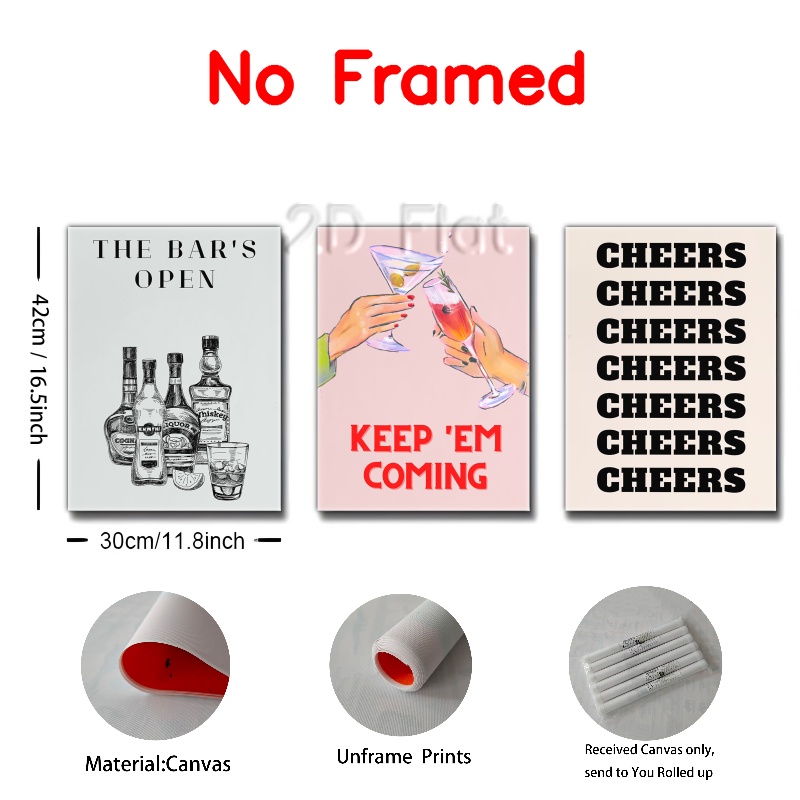 No Framed
2D Flat
THE BAR'S
OPEN
42cm / 16.5inch
COGNA
LIQUOR
Whiskey
KEEP 'EM
COMING
CHEERS
CHEERS
CHEERS
CHEERS
CHEERS
CHEERS
CHEERS
30cm/11.8inch
Material:Canvas
Unframe Prints
Received Canvas only,
send to You Rolled up